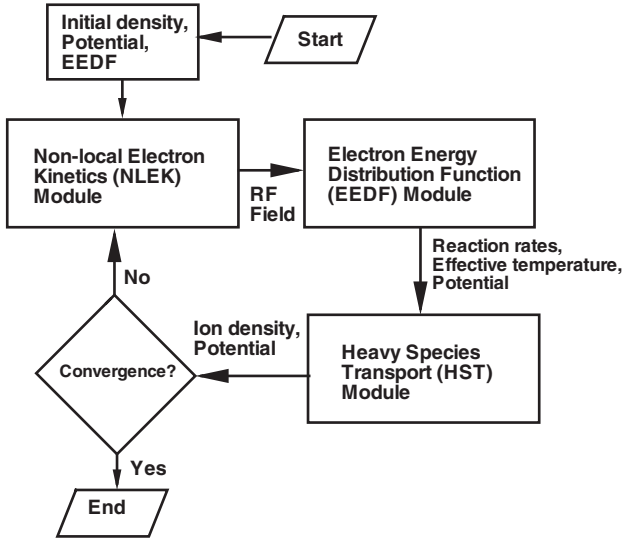 Initial density,
Potential,
EEDF
Start
Non-local Electron
Kinetics (NLEK)
Module
RF
Field
Electron Energy
Distribution Function
(EEDF) Module
Reaction rates,
Effective temperature,
Potential
No
Ion density,
Potential
Heavy Species
Transport (HST)
Module
Convergence?
Yes
End